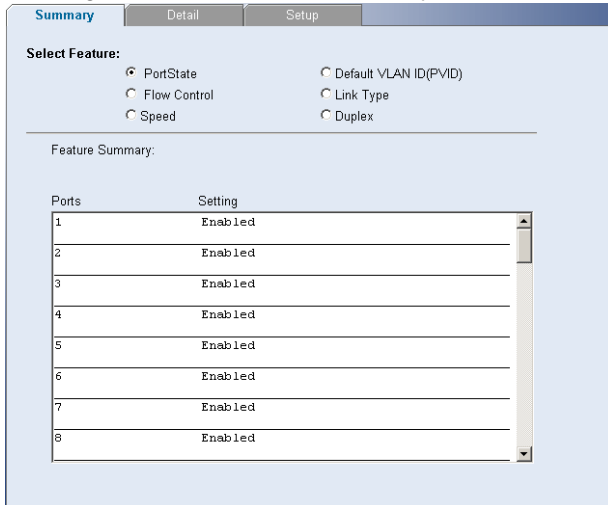 Summary Detail Setup
Select Feature:
PortState Default VLAN ID(PVID)
Flow Control Link Type
Speed Duplex
Feature Summary:
Ports Setting
1 Enabled
2 Enabled
3 Enabled
4 Enabled
5 Enabled
6 Enabled
7 Enabled
8 Enabled